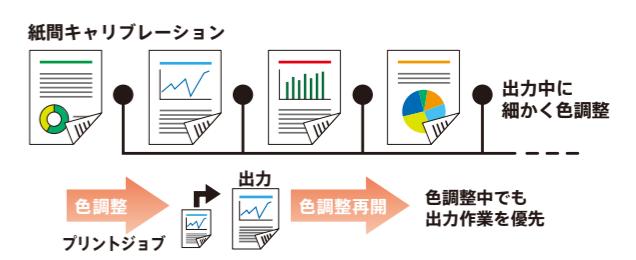 紙間キャリブレーション
出力中に
細かく色調整
色調整
プリントジョブ
出力
色調整再開
色調整中でも
出力作業を優先